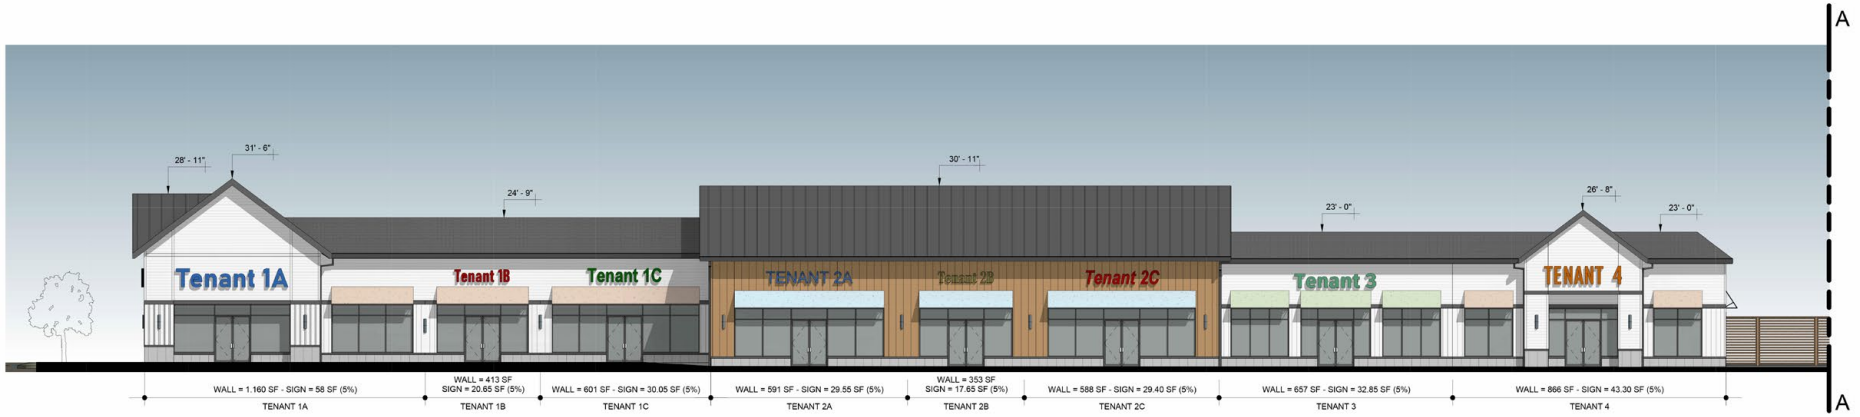 A
31' - 6"
28' - 11"
30' - 11"
24' - 9"
26' - 8"
23' - 0"
23' - 0"
Tenant 1A
Tenant 1B
Tenant 1C
TENANT 2A
Tenant 2B
Tenant 2C
Tenant 3
TENANT 4
WALL = 1.160 SF - SIGN = 58 SF (5%)
WALL = 413 SF
SIGN = 20.65 SF (5%)
WALL = 601 SF - SIGN = 30.05 SF (5%)
WALL = 591 SF - SIGN = 29.55 SF (5%)
WALL = 353 SF
SIGN = 17.65 SF (5%)
WALL = 588 SF - SIGN = 29.40 SF (5%)
WALL = 657 SF - SIGN = 32.85 SF (5%)
WALL = 866 SF - SIGN = 43.30 SF (5%)
TENANT 1A
TENANT 1B
TENANT 1C
TENANT 2A
TENANT 2B
TENANT 2C
TENANT 3
TENANT 4
A